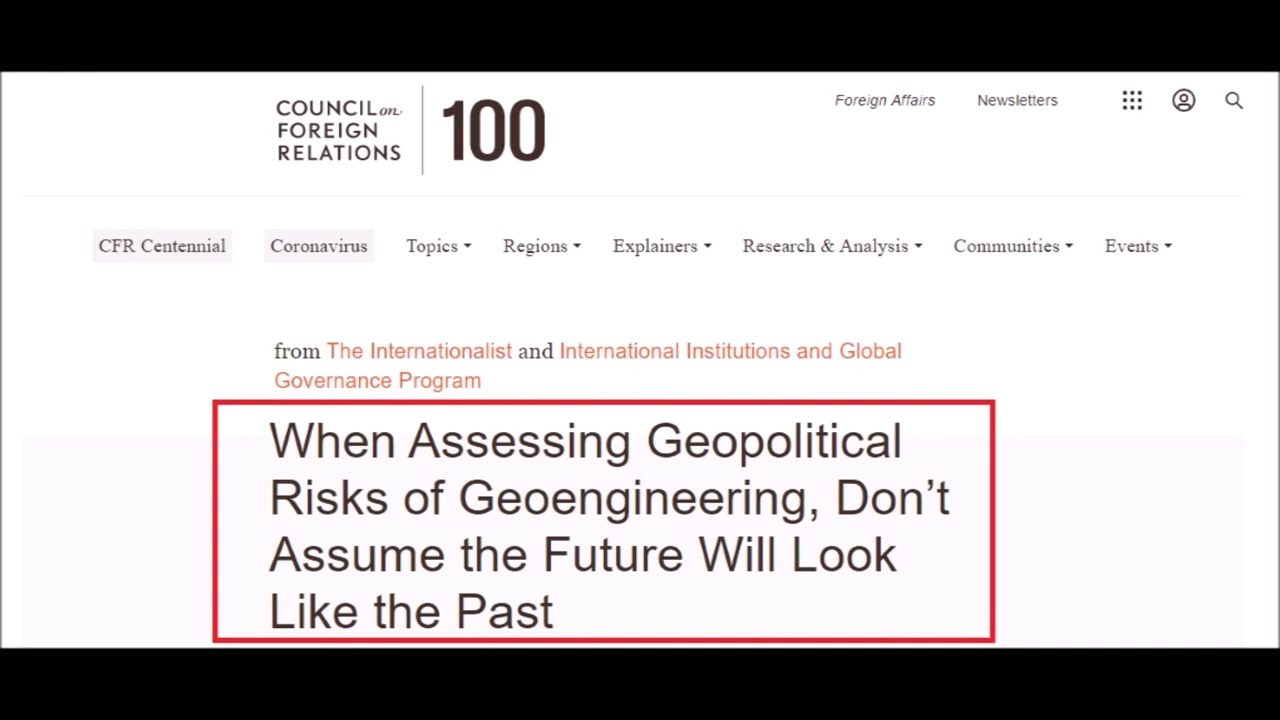 COUNCIL on
FOREIGN
RELATIONS
100
Foreign Affairs
Newsletters
CFR Centennial
Coronavirus
Topics
Regions
Explainers
Research & Analysis
Communities
Events
from The Internationalist and International Institutions and Global
Governance Program
When Assessing Geopolitical
Risks of Geoengineering, Don’t
Assume the Future Will Look
Like the Past